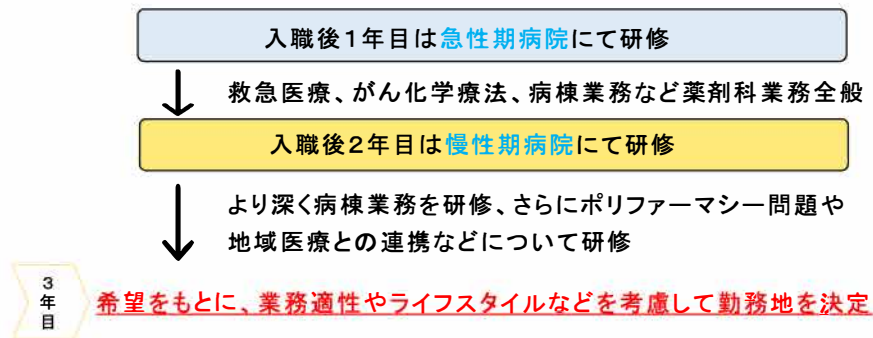 入職後1年目は急性期病院にて研修
救急医療、がん化学療法、病棟業務など薬剤科業務全般
入職後2年目は慢性期病院にて研修
より深く病棟業務を研修、さらにポリファーマシー問題や
地域医療との連携などについて研修
3年目
希望をもとに、業務適性やライフスタイルなどを考慮して勤務地を決定